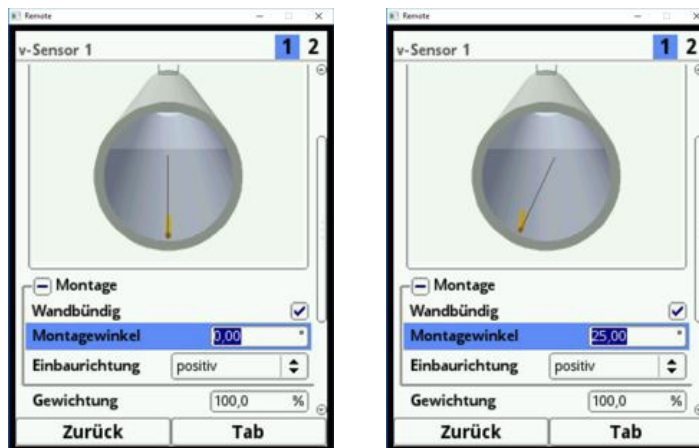 Remote
v-Sensor 1 1 2
Montage
Wandbündig
Montagewinkel 0,00 °
Einbaurichtung positiv
Gewichtung 100,0 %
Zurück Tab
Remote
v-Sensor 1 1 2
Montage
Wandbündig
Montagewinkel 25,00 °
Einbaurichtung positiv
Gewichtung 100,0 %
Zurück Tab